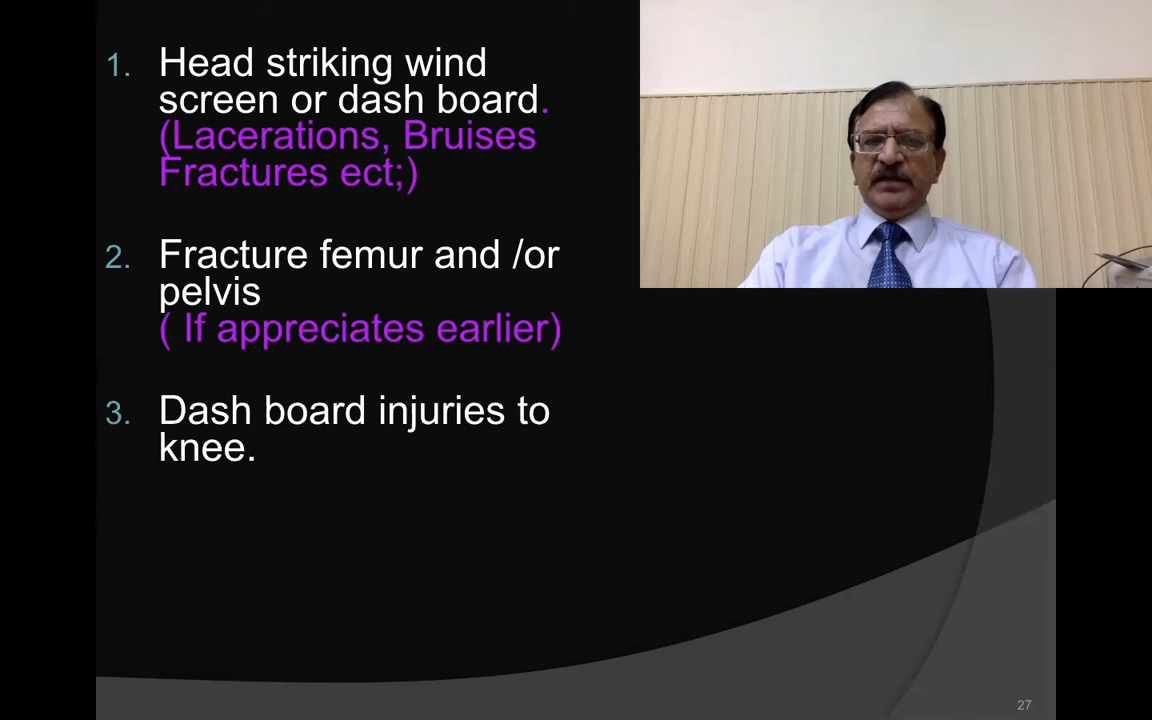 1. Head striking wind
screen or dash board.
(Lacerations, Bruises
Fractures ect;)
2. Fracture femur and /or
pelvis
( If appreciates earlier)
3. Dash board injuries to
knee.
27